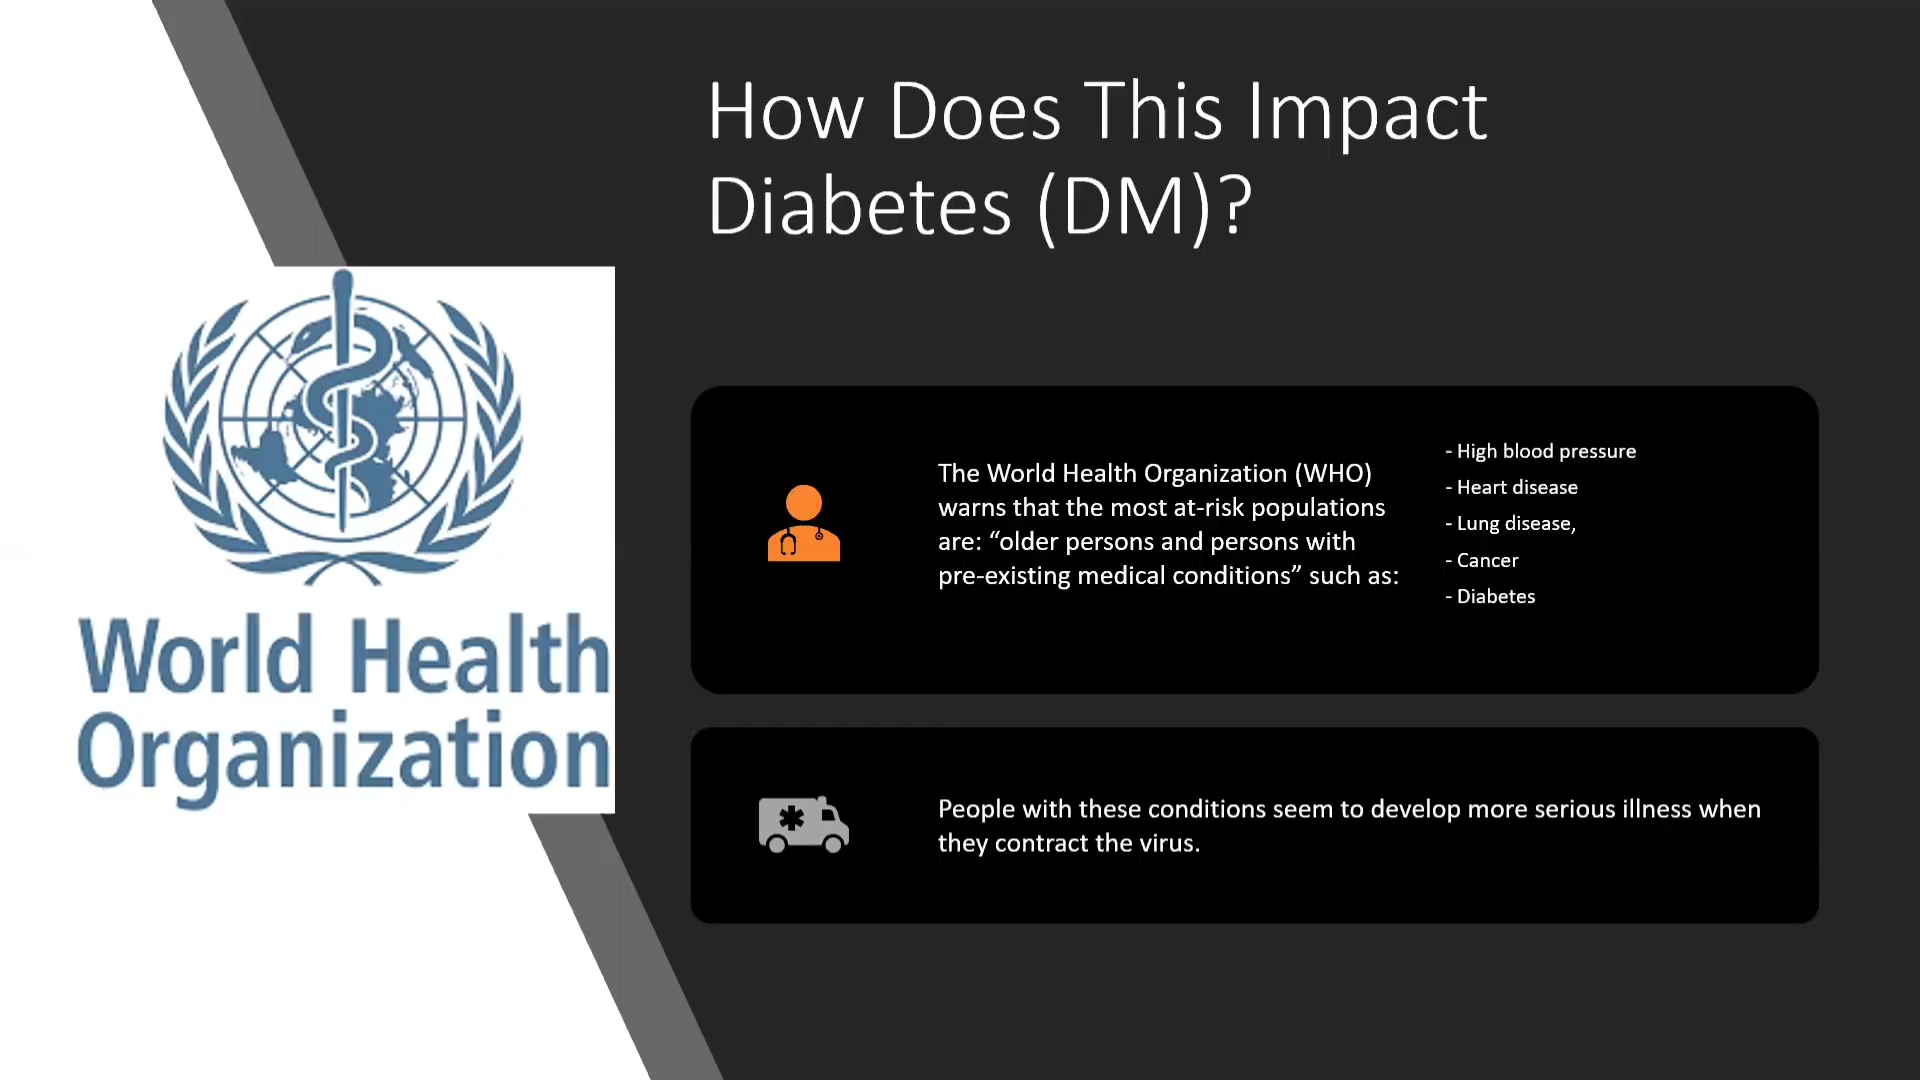 How Does This Impact
Diabetes (DM)?
World Health
Organization
The World Health Organization (WHO)
warns that the most at-risk populations
are: “older persons and persons with
pre-existing medical conditions” such as:
- High blood pressure
- Heart disease
- Lung disease,
- Cancer
- Diabetes
People with these conditions seem to develop more serious illness when
they contract the virus.